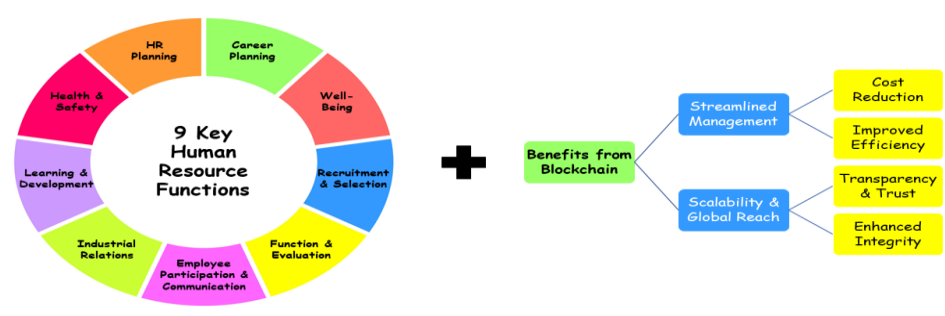 HR
Planning
Career
Planning
Well-
Being
Recruitment
& Selection
Function &
Evaluation
Employee
Participation &
Communication
Industrial
Relations
Learning &
Development
Health &
Safety
9 Key
Human
Resource
Functions
Benefits from
Blockchain
Streamlined
Management
Cost
Reduction
Improved
Efficiency
Scalability &
Global Reach
Transparency
& Trust
Enhanced
Integrity